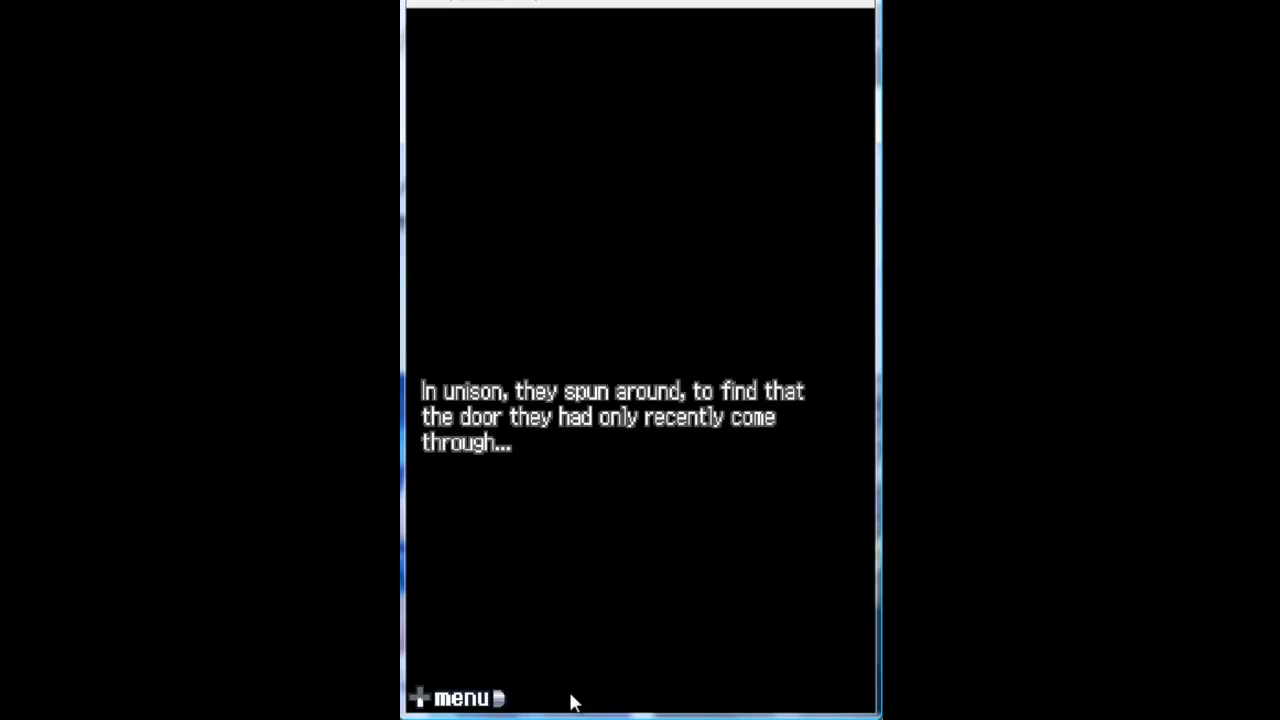 In unison, they spun around, to find that
the door they had only recently come
through...
menu